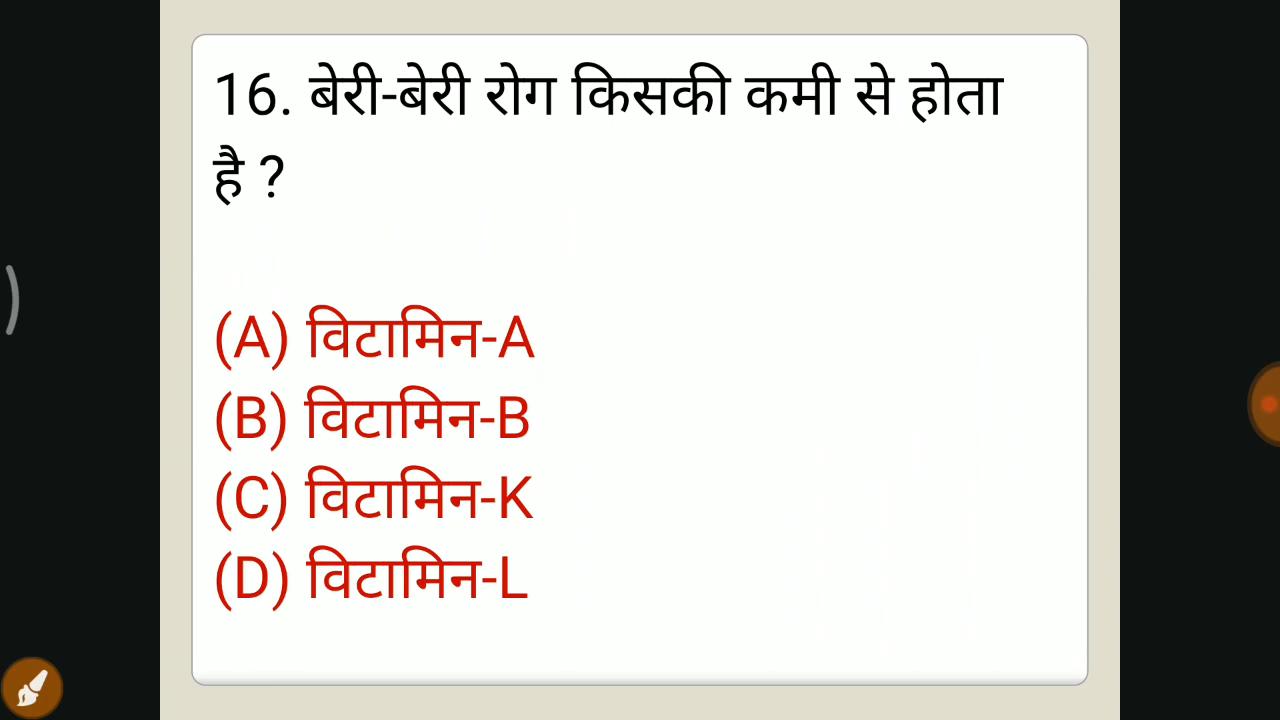 16. बेरी-बेरी रोग किसकी कमी से होता
है ?
(A) विटामिन-A
(B) विटामिन-B
(C) विटामिन-K
(D) विटामिन-L